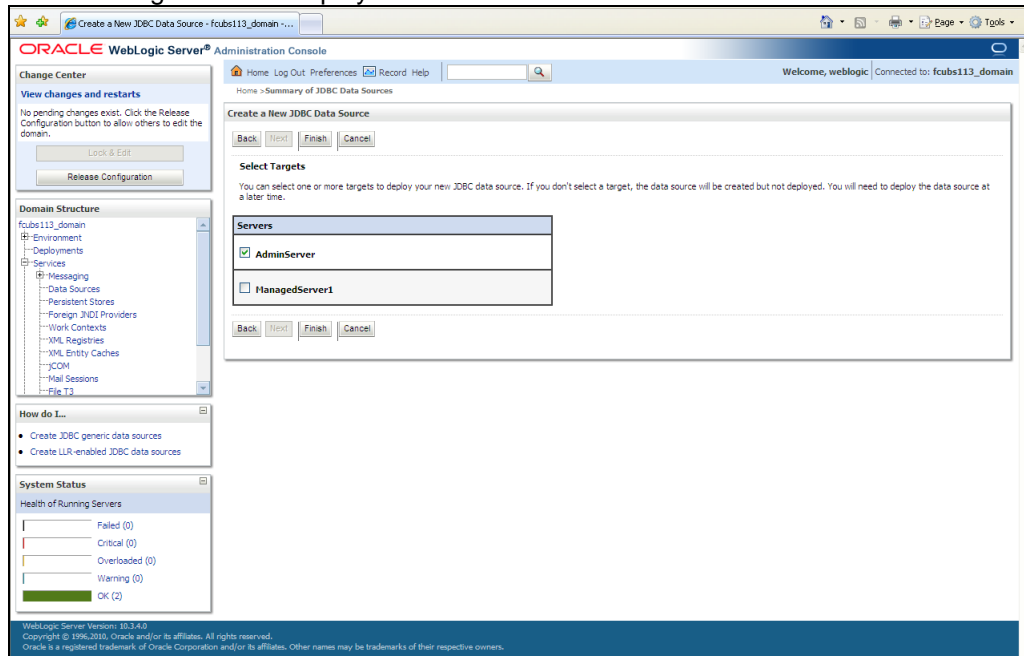 Create a New JDBC Data Source - fcubs113_domain -...
Page
Tools
ORACLE WebLogic Server® Administration Console
Change Center
View changes and restarts
No pending changes exist. Click the Release
Configuration button to allow others to edit the
domain.
Lock & Edit
Release Configuration
Domain Structure
fcubs113_domain
Environment
Deployments
Services
Messaging
Data Sources
Persistent Stores
Foreign JNDI Providers
Work Contexts
XML Registries
XML Entity Caches
jCOM
Mail Sessions
File T3
How do I...
Create JDBC generic data sources
Create LLR-enabled JDBC data sources
System Status
Health of Running Servers
Failed (0)
Critical (0)
Overloaded (0)
Warning (0)
OK (2)
Home Log Out Preferences Record Help
Welcome, weblogic Connected to: fcubs113_domain
Home >Summary of JDBC Data Sources
Create a New JDBC Data Source
Back Next Finish Cancel
Select Targets
You can select one or more targets to deploy your new JDBC data source. If you don't select a target, the data source will be created but not deployed. You will need to deploy the data source at
a later time.
Servers
AdminServer
ManagedServer1
Back Next Finish Cancel
WebLogic Server Version: 10.3.4.0
Copyright © 1996,2010, Oracle and/or its affiliates. All rights reserved.
Oracle is a registered trademark of Oracle Corporation and/or its affiliates. Other names may be trademarks of their respective owners.